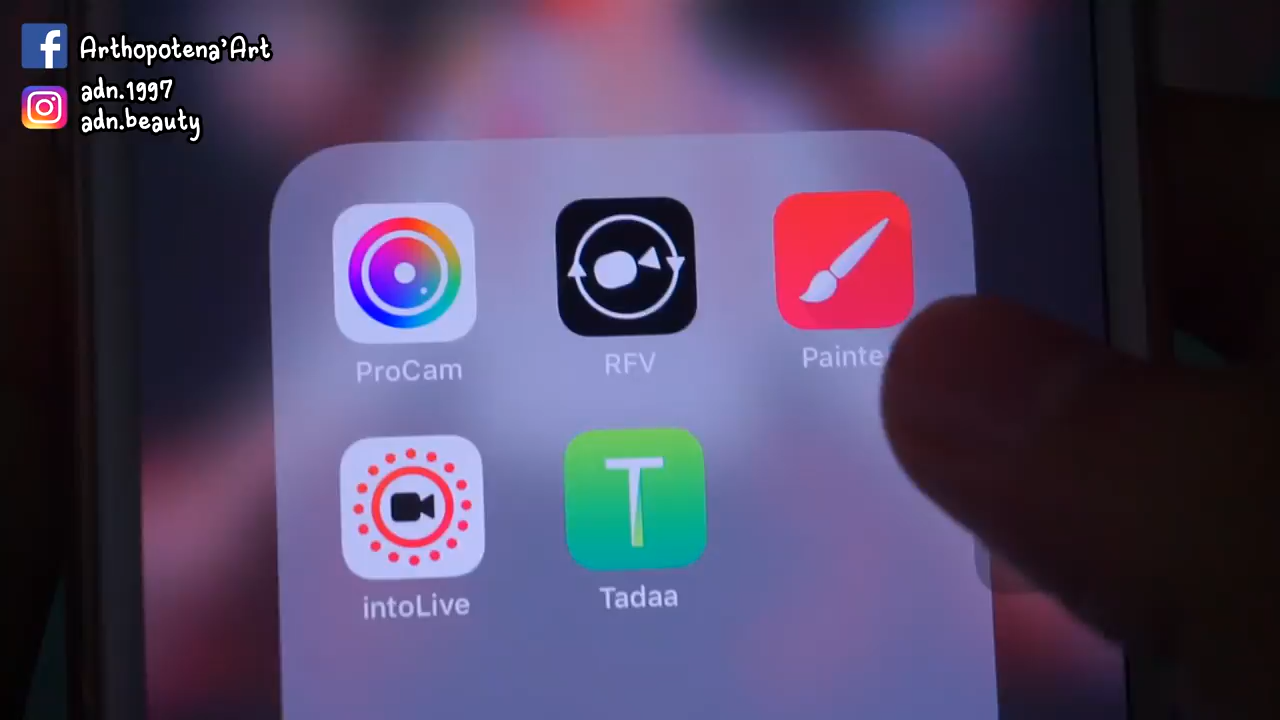 Arthopotena'Art
adn.1997
adn.beauty
ProCam
RFV
intoLive
Tadaa